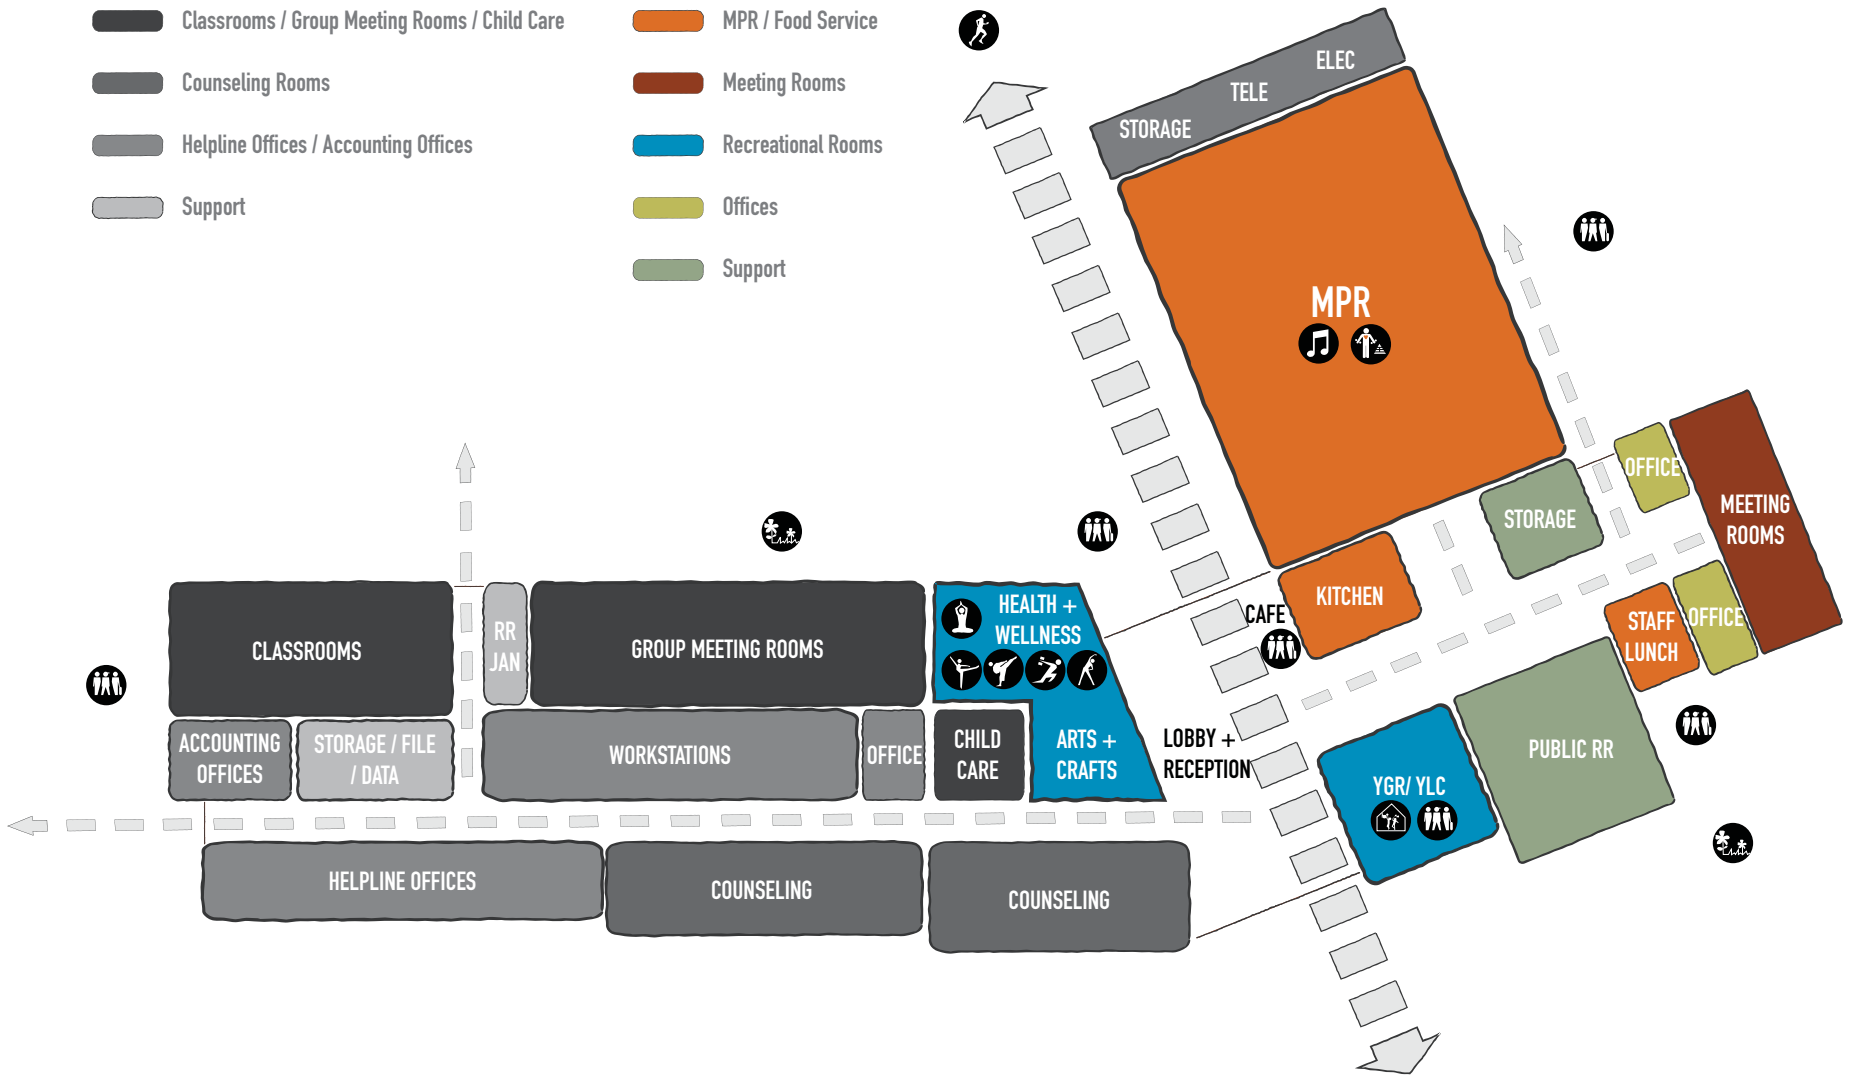 Classrooms / Group Meeting Rooms / Child Care
Counseling Rooms
Helpline Offices / Accounting Offices
Support
MPR / Food Service
Meeting Rooms
Recreational Rooms
Offices
Support
ELEC
TELE
STORAGE
MPR
OFFICE
MEETING
ROOMS
STORAGE
KITCHEN
CAFE
STAFF
LUNCH
OFFICE
PUBLIC RR
YGR/ YLC
LOBBY +
RECEPTION
CLASSROOMS
RR
JAN
GROUP MEETING ROOMS
HEALTH +
WELLNESS
ACCOUNTING
OFFICES
STORAGE / FILE
/ DATA
WORKSTATIONS
OFFICE
CHILD
CARE
ARTS +
CRAFTS
HELPLINE OFFICES
COUNSELING
COUNSELING